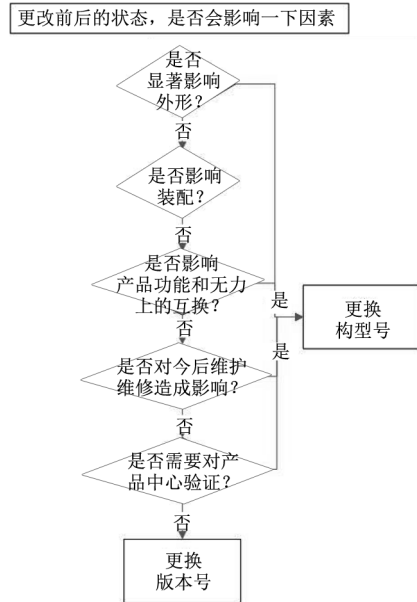 更改前后的状态，是否会影响一下因素
是否
显著影响
外形？
否
是否影响
装配？
否
是否影响
产品功能和无力
上的互换？
是
更换
构型号
否
是
是否对今后维护
维修造成影响？
否
是否需要对产
品中心验证？
否
更换
版本号